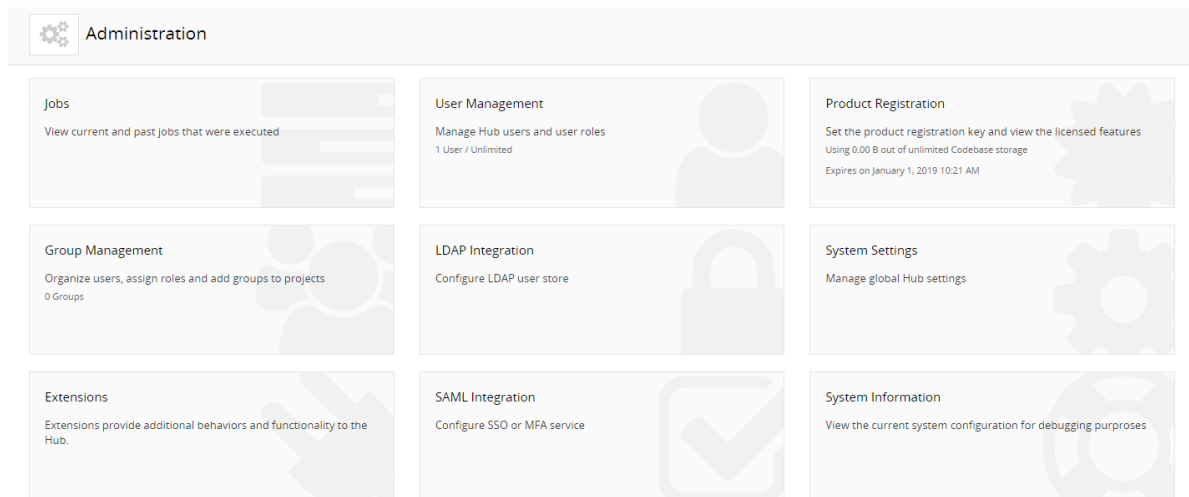 Administration
Jobs
View current and past jobs that were executed
User Management
Manage Hub users and user roles
1 User / Unlimited
Product Registration
Set the product registration key and view the licensed features
Using 0.00 B out of unlimited Codebase storage
Expires on January 1, 2019 10:21 AM
Group Management
Organize users, assign roles and add groups to projects
0 Groups
LDAP Integration
Configure LDAP user store
System Settings
Manage global Hub settings
Extensions
Extensions provide additional behaviors and functionality to the
Hub.
SAML Integration
Configure SSO or MFA service
System Information
View the current system configuration for debugging purproses